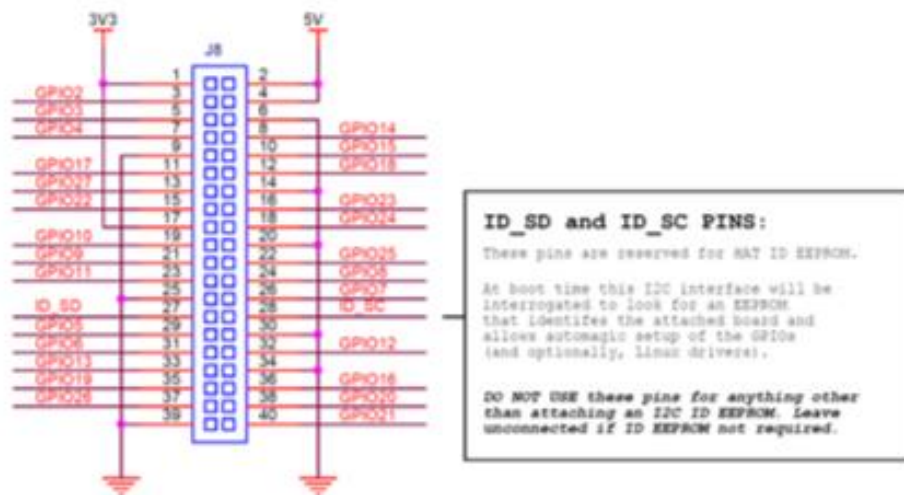 3V3 5V
J8
1 2
GPIO2 3 4
GPIO3 5 6
GPIO4 7 8 GPIO14
9 10 GPIO15
GPIO17 11 12 GPIO18
GPIO27 13 14
GPIO22 15 16 GPIO23
17 18 GPIO24
GPIO10 19 20
GPIO9 21 22 GPIO25
GPIO11 23 24 GPIO8
25 26 GPIO7
ID_SD 27 28 ID_SC
GPIO5 29 30
GPIO6 31 32 GPIO12
GPIO13 33 34
GPIO19 35 36 GPIO16
GPIO26 37 38 GPIO20
39 40 GPIO21
ID_SD and ID_SC PINS:
These pins are reserved for HAT ID EEPROM.
At boot time this I2C interface will be
interrogated to look for an EEPROM
that identifes the attached board and
allows automagic setup of the GPIOs
(and optionally, Linux drivers).
DO NOT USE these pins for anything other
than attaching an I2C ID EEPROM. Leave
unconnected if ID EEPROM not required.